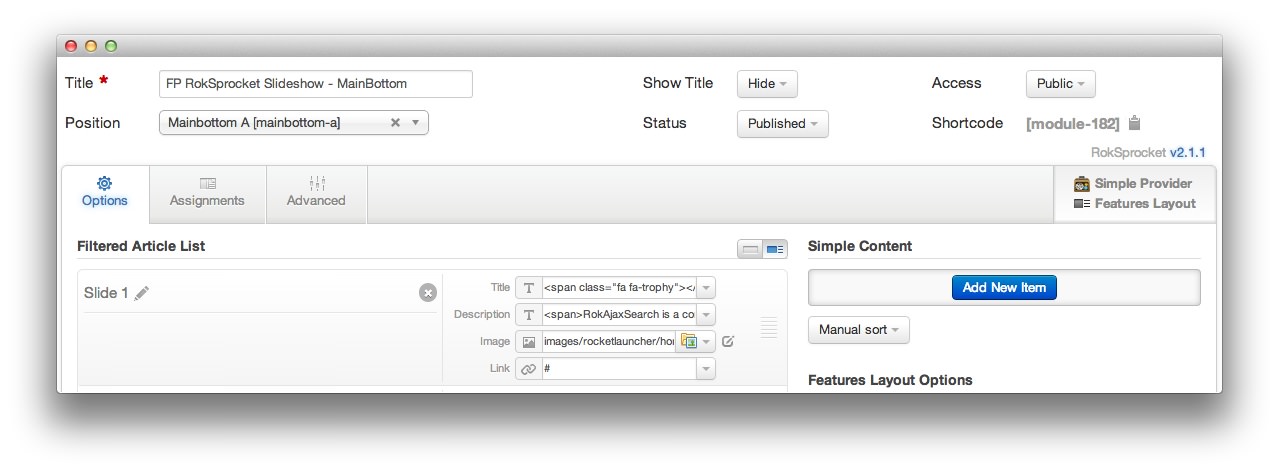 Title *
FP RokSprocket Slideshow - MainBottom
Show Title
Hide
Access
Public
Position
Mainbottom A [mainbottom-a]
Status
Published
Shortcode
[module-182]
RokSprocket v2.1.1
Options
Assignments
Advanced
Simple Provider
Features Layout
Filtered Article List
Simple Content
Slide 1
Title
<span class="fa fa-trophy"></
Description
<span>RokAjaxSearch is a co
Image
images/rocketlauncher/ho
Link
#
Add New Item
Manual sort
Features Layout Options